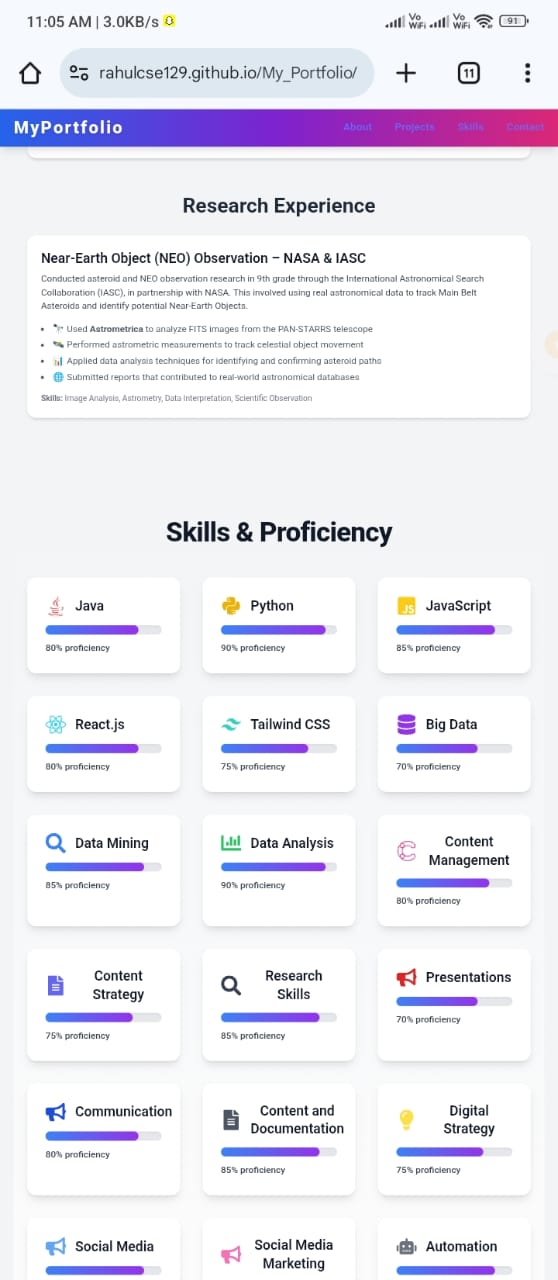 11:05 AM | 3.0KB/s
Vo WiFi Vo WiFi 91
rahulcse129.github.io/My_Portfolio/
11
MyPortfolio About Projects Skills Contact
Research Experience
Near-Earth Object (NEO) Observation – NASA & IASC
Conducted asteroid and NEO observation research in 9th grade through the International Astronomical Search
Collaboration (IASC), in partnership with NASA. This involved using real astronomical data to track Main Belt
Asteroids and identify potential Near-Earth Objects.
• 🔭 Used Astrometrica to analyze FITS images from the PAN-STARRS telescope
• 🛰️ Performed astrometric measurements to track celestial object movement
• 📊 Applied data analysis techniques for identifying and confirming asteroid paths
• 🌐 Submitted reports that contributed to real-world astronomical databases
Skills: Image Analysis, Astrometry, Data Interpretation, Scientific Observation
Skills & Proficiency
Java
80% proficiency
Python
90% proficiency
JS
JavaScript
85% proficiency
React.js
80% proficiency
Tailwind CSS
75% proficiency
Big Data
70% proficiency
Data Mining
85% proficiency
Data Analysis
90% proficiency
Content
Management
80% proficiency
Content
Strategy
75% proficiency
Research
Skills
85% proficiency
Presentations
70% proficiency
Communication
80% proficiency
Content and
Documentation
85% proficiency
Digital
Strategy
75% proficiency
Social Media
Social Media
Marketing
Automation